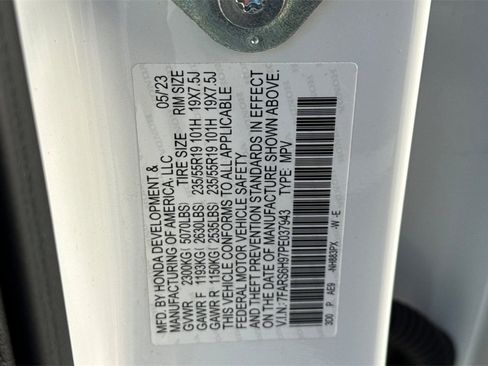 MFD. BY HONDA DEVELOPMENT & 05/'23
MANUFACTURING OF AMERICA, LLC
TIRE SIZE RIM SIZE
GVWR 2300KG ( 5070LBS)
GAWR F 1193KG ( 2630LBS) 235/55R19 101H 19X7.5J
GAWR R 1150KG ( 2535LBS) 235/55R19 101H 19X7.5J
THIS VEHICLE CONFORMS TO ALL APPLICABLE
FEDERAL MOTOR VEHICLE SAFETY
AND THEFT PREVENTION STANDARDS IN EFFECT
ON THE DATE OF MANUFACTURE SHOWN ABOVE.
V.I.N.: 7FARS6H97PE037943 TYPE: MPV
3D0 P AE9 -NH883PX -W -E